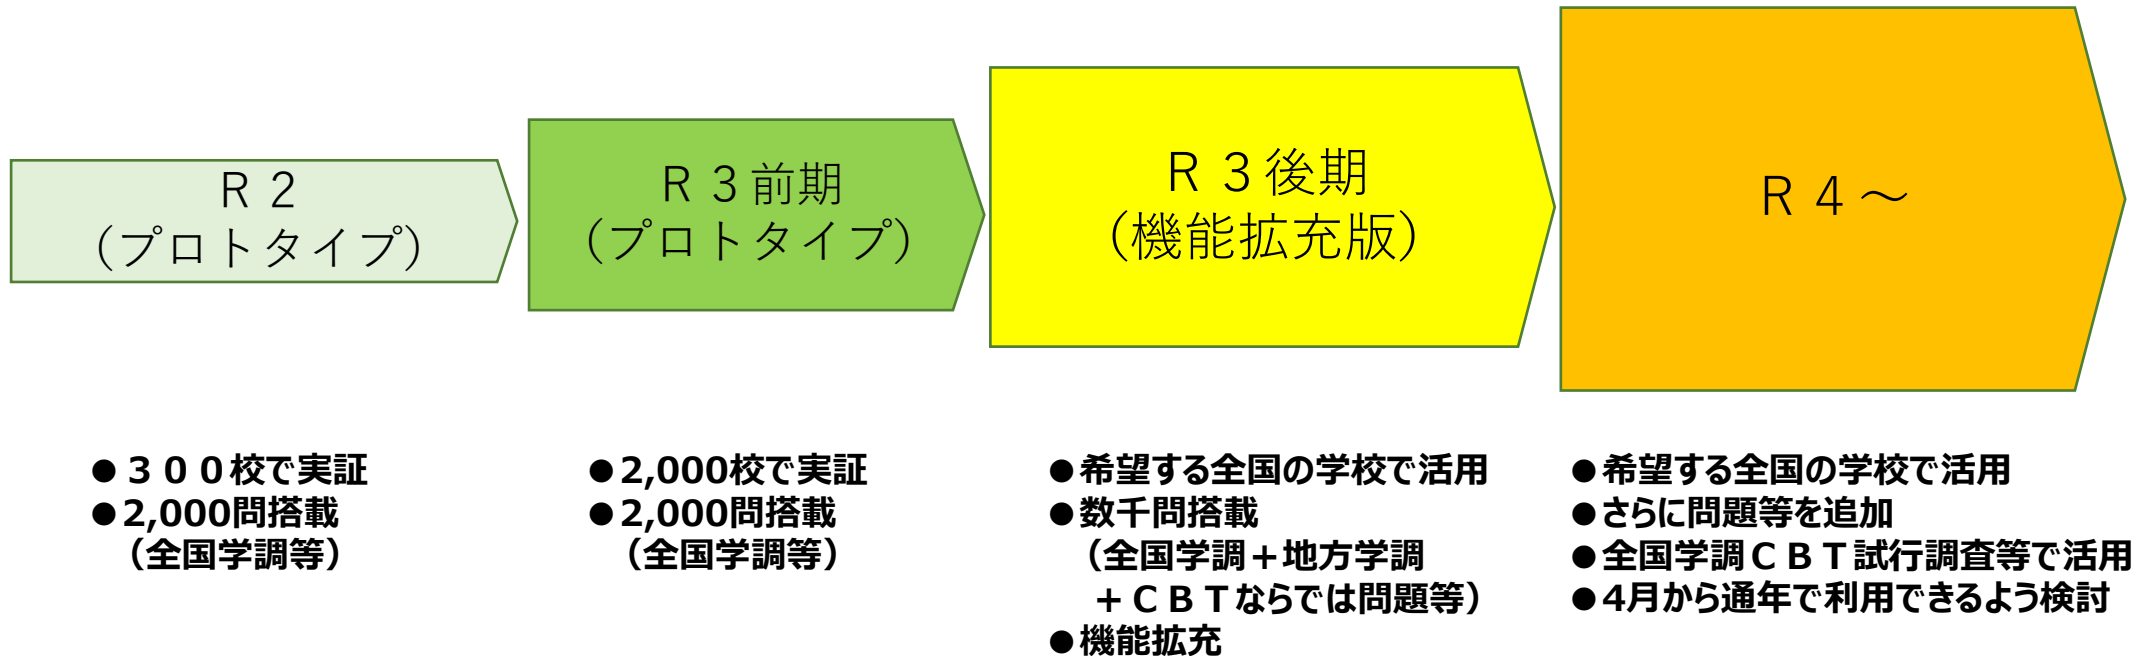 Ｒ２
（プロトタイプ）
Ｒ３前期
（プロトタイプ）
Ｒ３後期
（機能拡充版）
Ｒ４～
●３００校で実証
●2,000問搭載
（全国学調等）
●2,000校で実証
●2,000問搭載
（全国学調等）
●希望する全国の学校で活用
●数千問搭載
（全国学調＋地方学調
＋ＣＢＴならでは問題等）
●機能拡充
●希望する全国の学校で活用
●さらに問題等を追加
●全国学調ＣＢＴ試行調査等で活用
●4月から通年で利用できるよう検討